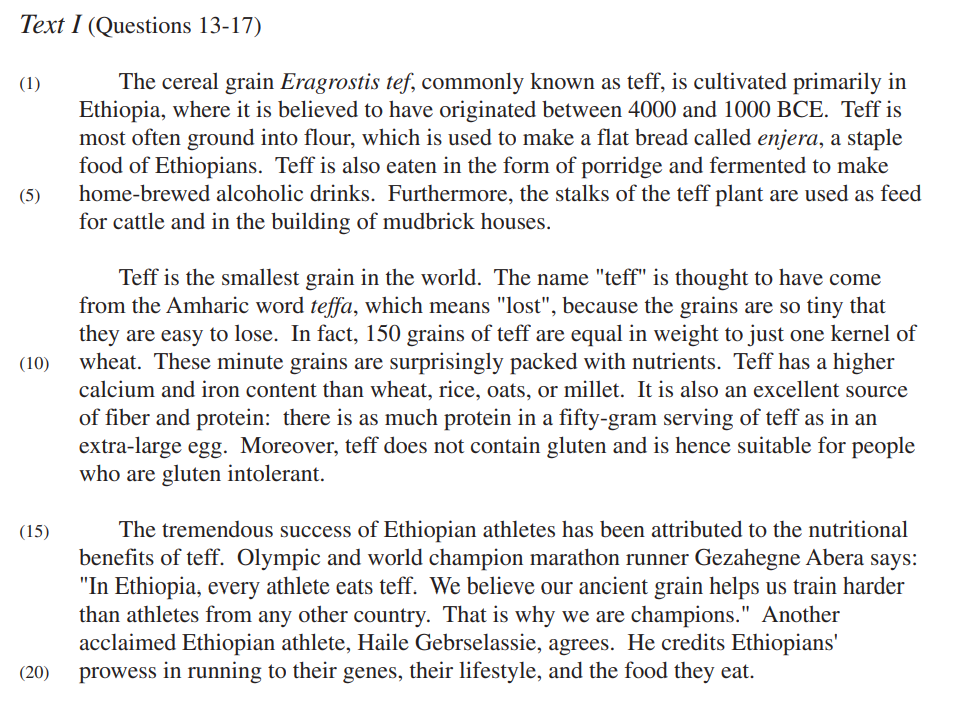 Text I (Questions 13-17)
(1) The cereal grain Eragrostis tef, commonly known as teff, is cultivated primarily in
Ethiopia, where it is believed to have originated between 4000 and 1000 BCE. Teff is
most often ground into flour, which is used to make a flat bread called enjera, a staple
food of Ethiopians. Teff is also eaten in the form of porridge and fermented to make
(5) home-brewed alcoholic drinks. Furthermore, the stalks of the teff plant are used as feed
for cattle and in the building of mudbrick houses.
Teff is the smallest grain in the world. The name "teff" is thought to have come
from the Amharic word teffa, which means "lost", because the grains are so tiny that
they are easy to lose. In fact, 150 grains of teff are equal in weight to just one kernel of
(10) wheat. These minute grains are surprisingly packed with nutrients. Teff has a higher
calcium and iron content than wheat, rice, oats, or millet. It is also an excellent source
of fiber and protein: there is as much protein in a fifty-gram serving of teff as in an
extra-large egg. Moreover, teff does not contain gluten and is hence suitable for people
who are gluten intolerant.
(15) The tremendous success of Ethiopian athletes has been attributed to the nutritional
benefits of teff. Olympic and world champion marathon runner Gezahegne Abera says:
"In Ethiopia, every athlete eats teff. We believe our ancient grain helps us train harder
than athletes from any other country. That is why we are champions." Another
acclaimed Ethiopian athlete, Haile Gebrselassie, agrees. He credits Ethiopians'
(20) prowess in running to their genes, their lifestyle, and the food they eat.